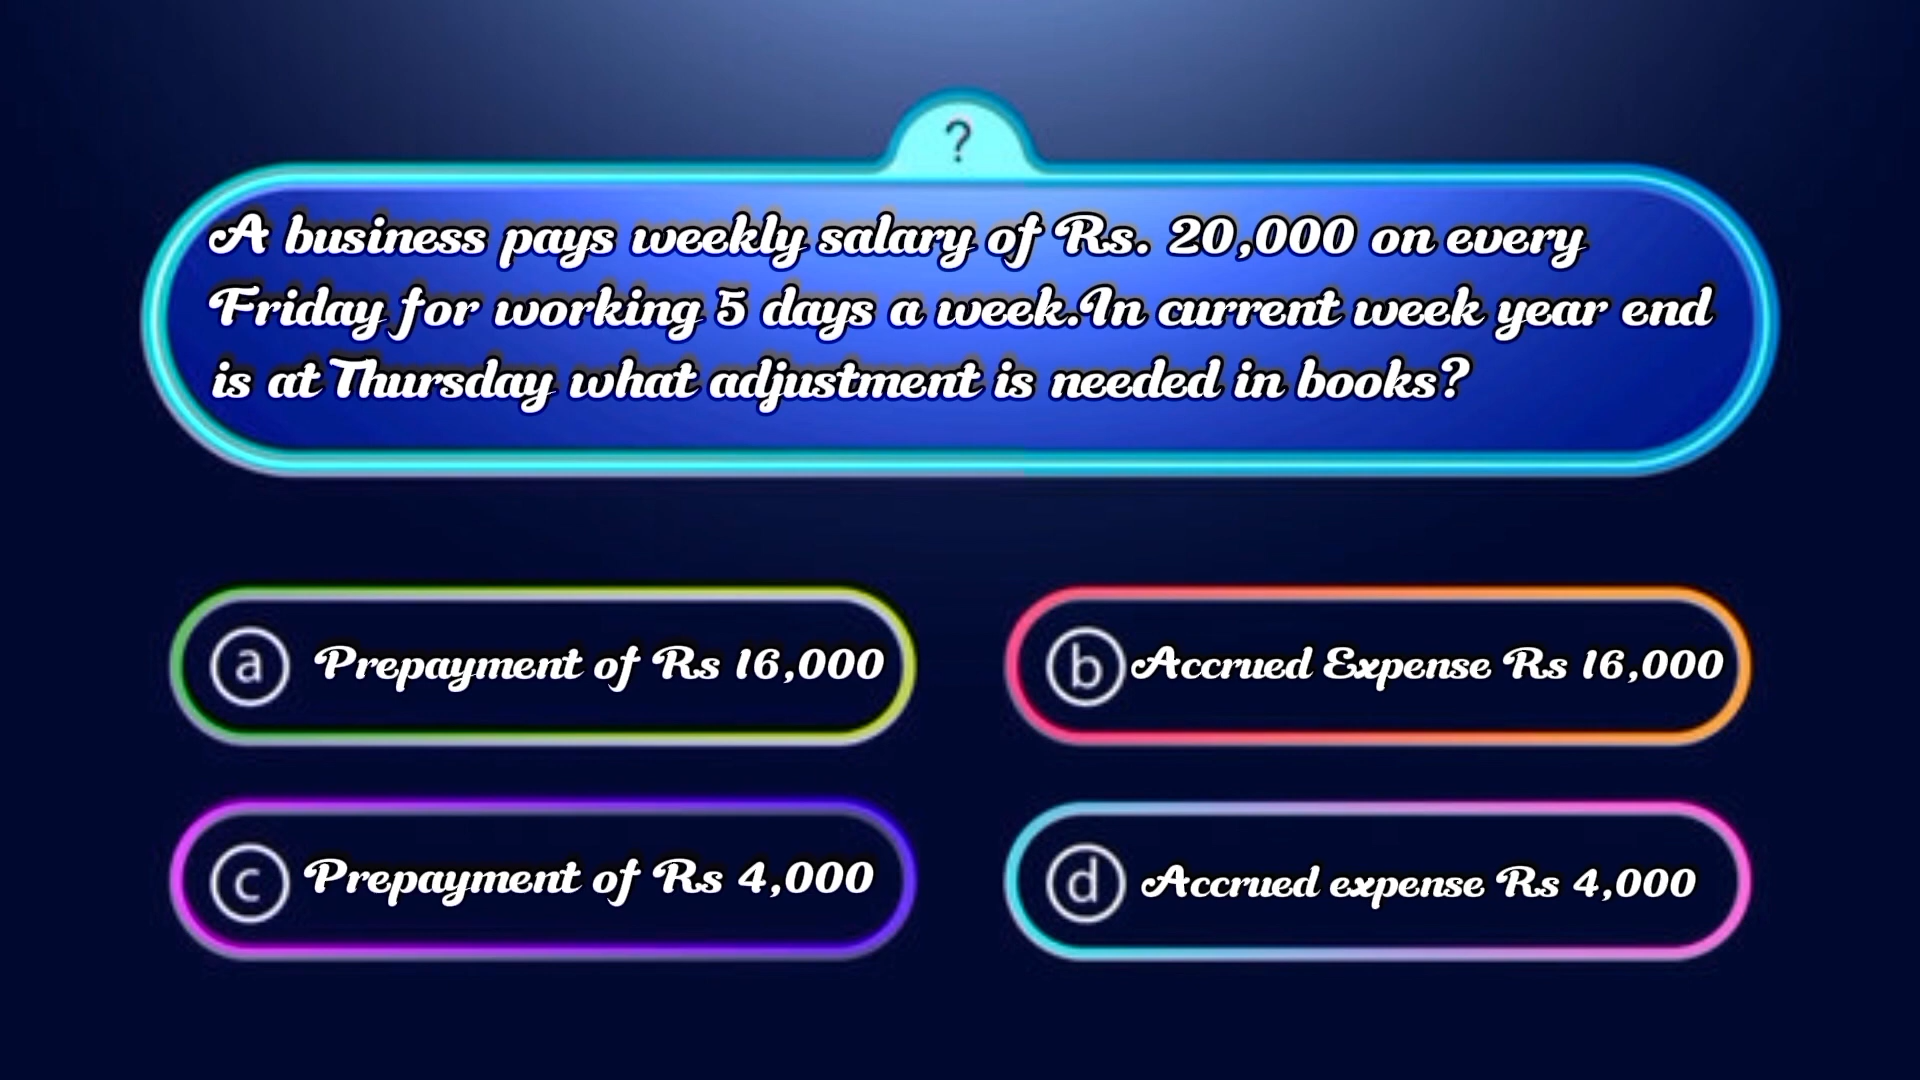 ?
A business pays weekly salary of Rs. 20,000 on every
Friday for working 5 days a week.In current week year end
is at Thursday what adjustment is needed in books?
a Prepayment of Rs 16,000
b Accrued Expense Rs 16,000
c Prepayment of Rs 4,000
d Accrued expense Rs 4,000